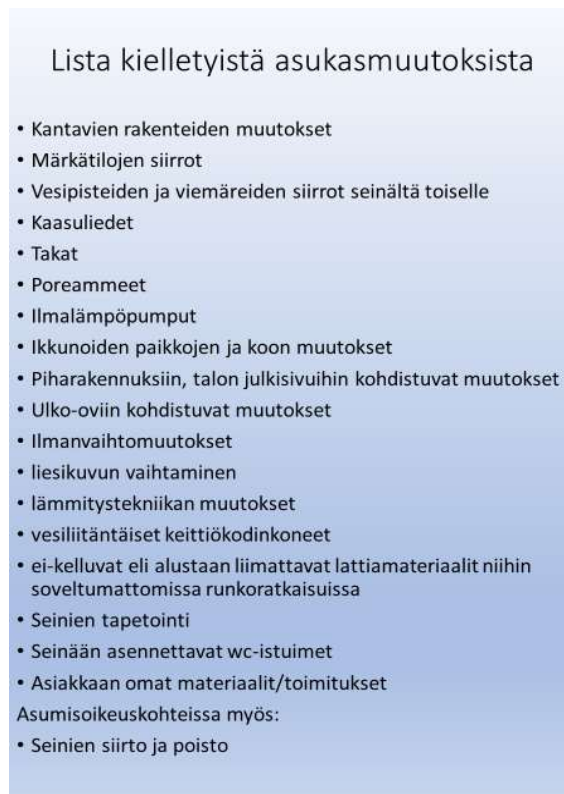 Lista kielletyistä asukasmuutoksista
• Kantavien rakenteiden muutokset
• Märkätilojen siirrot
• Vesipisteiden ja viemäreiden siirrot seinältä toiselle
• Kaasuliedet
• Takat
• Poreammeet
• Ilmalämpöpumput
• Ikkunoiden paikkojen ja koon muutokset
• Piharakennuksiin, talon julkisivuihin kohdistuvat muutokset
• Ulko-oviin kohdistuvat muutokset
• Ilmanvaihtomuutokset
• liesikuvun vaihtaminen
• lämmitystekniikan muutokset
• vesiliitäntäiset keittiökodinkoneet
• ei-kelluvat eli alustaan liimattavat lattiamateriaalit niihin
soveltumattomissa runkoratkaisuissa
• Seinien tapetointi
• Seinään asennettavat wc-istuimet
• Asiakkaan omat materiaalit/toimitukset
Asumisoikeuskohteissa myös:
• Seinien siirto ja poisto